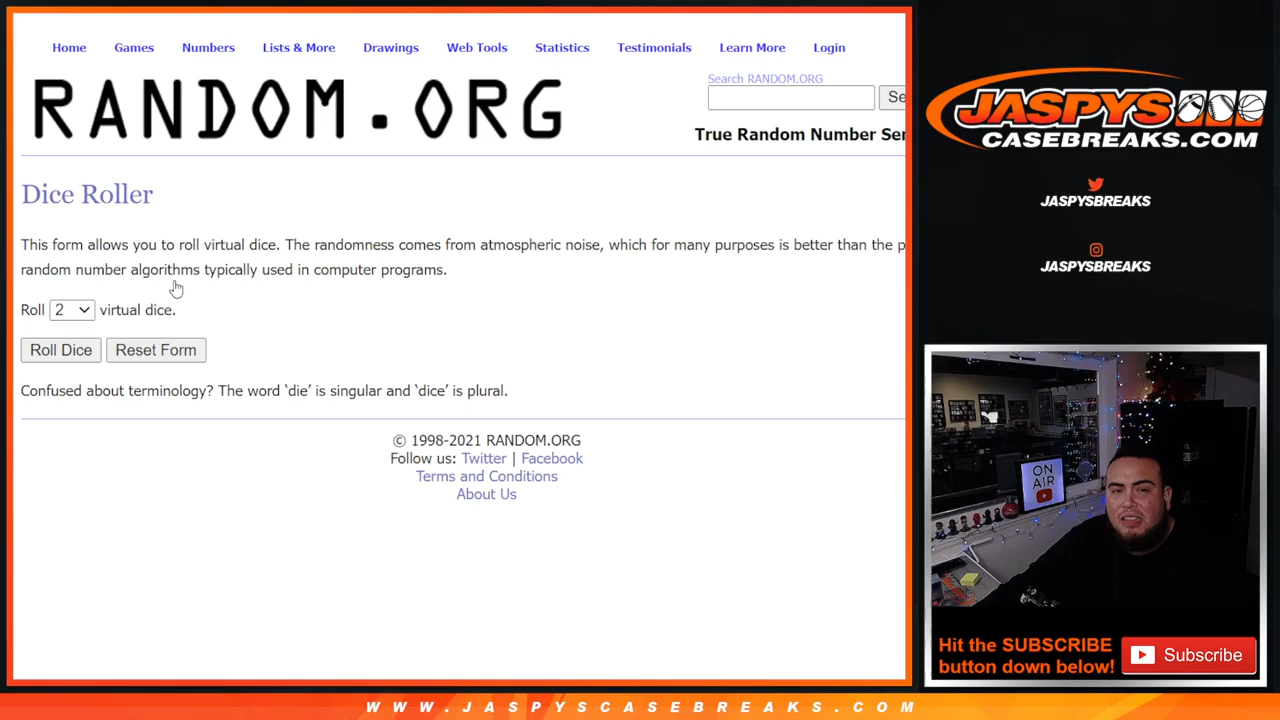 Home Games Numbers Lists & More Drawings Web Tools Statistics Testimonials Learn More Login
RANDOM.ORG
Search RANDOM.ORG
Se
True Random Number Ser
Dice Roller
This form allows you to roll virtual dice. The randomness comes from atmospheric noise, which for many purposes is better than the p
random number algorithms typically used in computer programs.
Roll 2 virtual dice.
Roll Dice Reset Form
Confused about terminology? The word ‘die’ is singular and ‘dice’ is plural.
© 1998-2021 RANDOM.ORG
Follow us: Twitter | Facebook
Terms and Conditions
About Us
JASPYS
CASEBREAKS.COM
JASPYSBREAKS
JASPYSBREAKS
ON
AIR
Hit the SUBSCRIBE
button down below!
Subscribe
WWW.JASPYSCASEBREAKS.COM